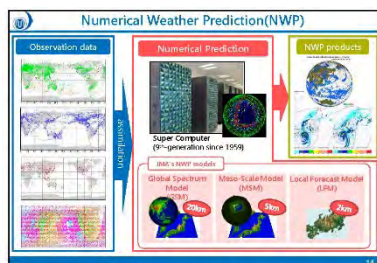 Numerical Weather Prediction(NWP)
Observation data
assimilation
Numerical Prediction
Super Computer
(9th-generation since 1959)
NWP products
JMA's NWP models
Global Spectrum
Model
(GSM)
20km
Meso-Scale Model
(MSM)
5km
Local Forecast Model
(LFM)
2km